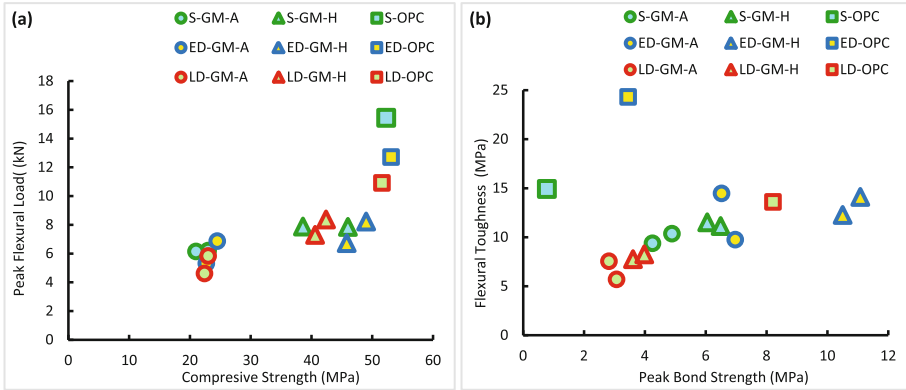 (a)
S-GM-A S-GM-H S-OPC
ED-GM-A ED-GM-H ED-OPC
LD-GM-A LD-GM-H LD-OPC
Peak Flexural Load( (kN)
18
16
14
12
10
8
6
4
2
0
0 10 20 30 40 50 60
Compresive Strength (MPa)
(b)
S-GM-A S-GM-H S-OPC
ED-GM-A ED-GM-H ED-OPC
LD-GM-A LD-GM-H LD-OPC
Flexural Toughness (MPa)
25
20
15
10
5
0
0 2 4 6 8 10 12
Peak Bond Strength (MPa)